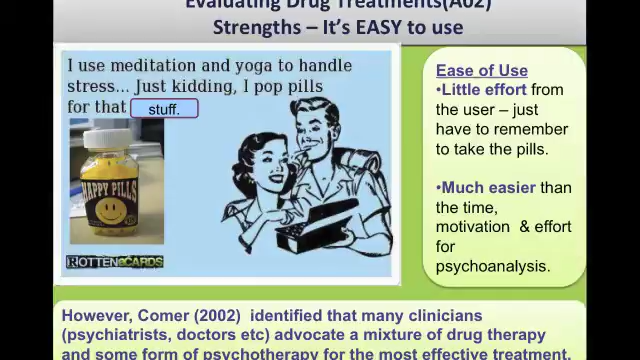 Evaluating Drug Treatments(A02)
Strengths – It's EASY to use
I use meditation and yoga to handle
stress... Just kidding, I pop pills
for that stuff.
HAPPY PILLS
ROTTENECARDS
Ease of Use
•Little effort from
the user – just
have to remember
to take the pills.
•Much easier than
the time,
motivation & effort
for
psychoanalysis.
However, Comer (2002) identified that many clinicians
(psychiatrists, doctors etc) advocate a mixture of drug therapy
and some form of psychotherapy for the most effective treatment.